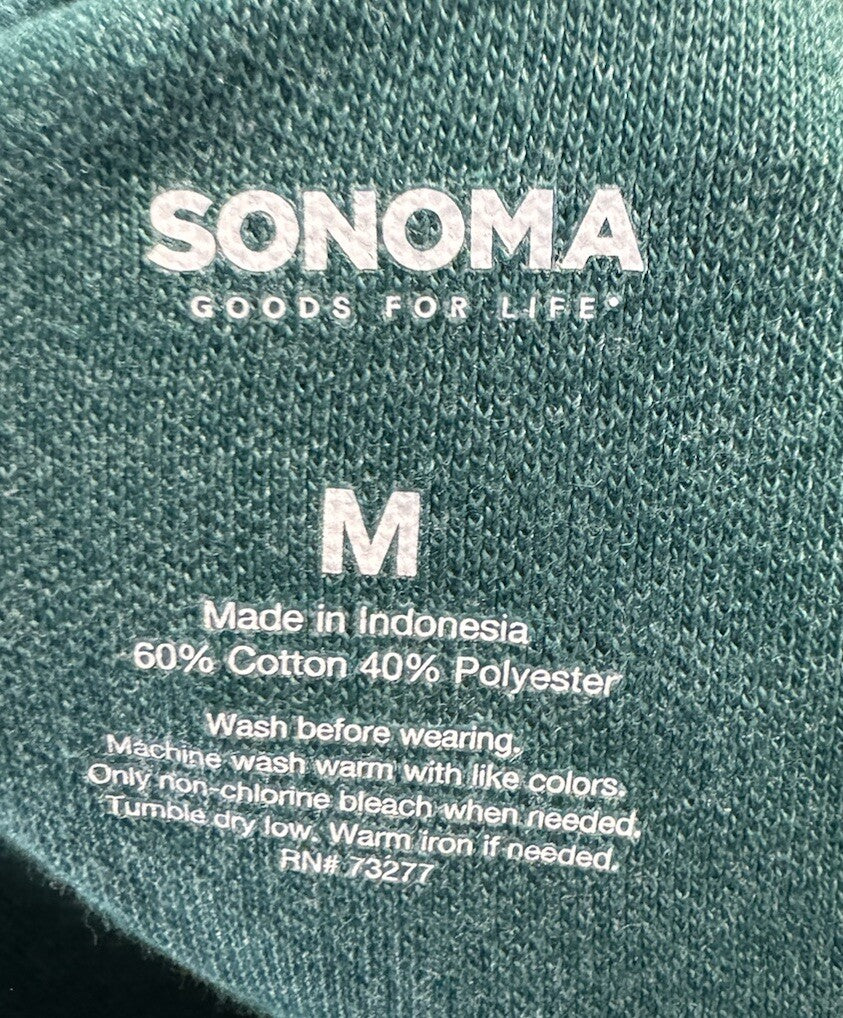 SONOMA
GOODS FOR LIFE
M
Made in Indonesia
60% Cotton 40% Polyester
Wash before wearing.
Machine wash warm with like colors.
Only non-chlorine bleach when needed.
Tumble dry low. Warm iron if needed.
RN# 73277